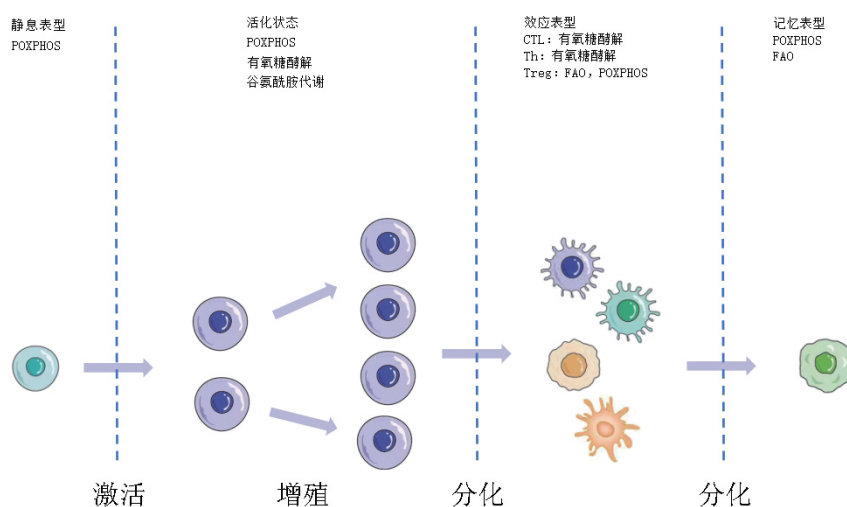 静息表型
POXPHOS
活化状态
POXPHOS
有氧糖酵解
谷氨酰胺代谢
效应表型
CTL：有氧糖酵解
Th：有氧糖酵解
Treg：FAO，POXPHOS
记忆表型
POXPHOS
FAO
激活
增殖
分化
分化